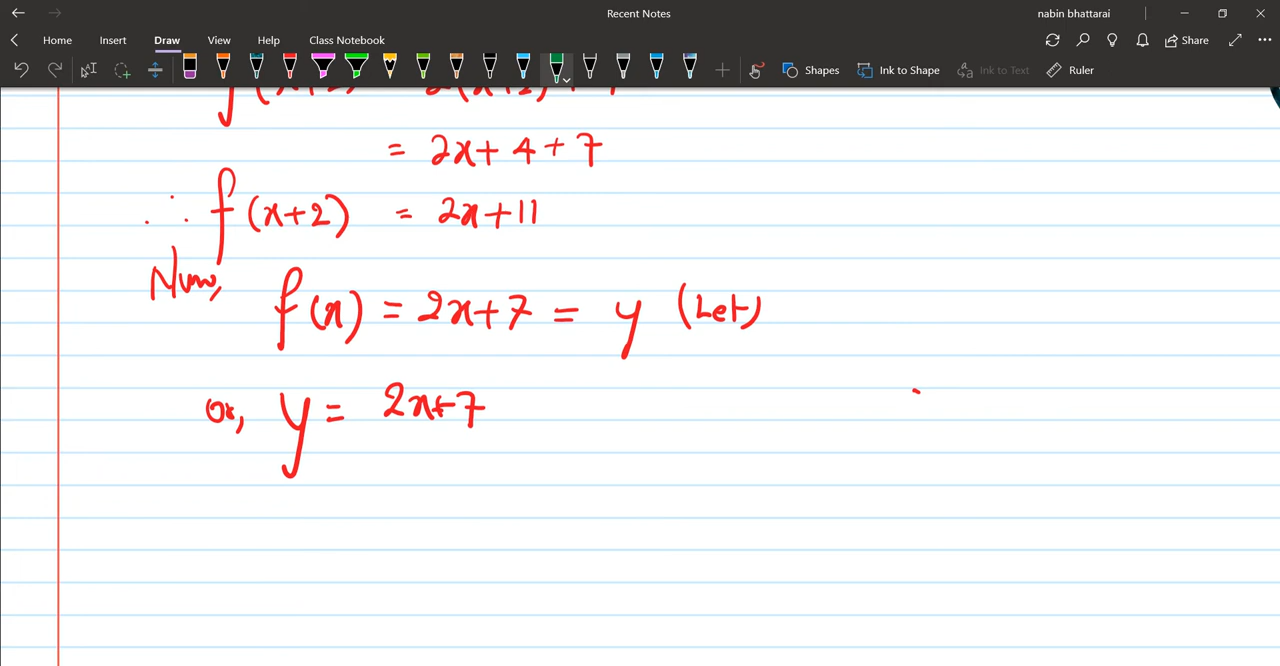 Recent Notes
nabin bhattarai
Home Insert Draw View Help Class Notebook
Share
Shapes Ink to Shape Ink to Text Ruler
= 2x+4+7
∴ f(x+2) = 2x+11
Now,
f(x) = 2x+7 = y (Let)
or, y = 2x+7